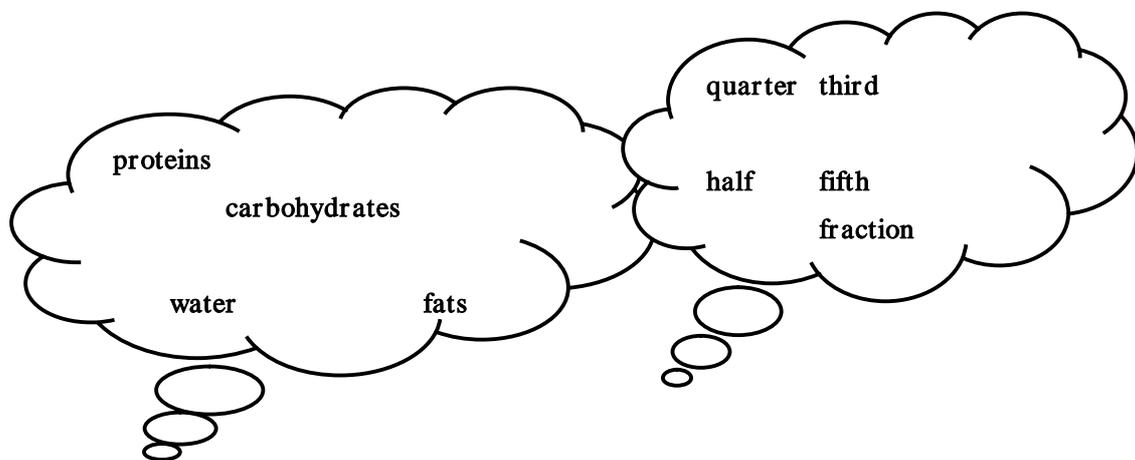 proteins
carbohydrates
water fats
quarter third
half fifth
fraction